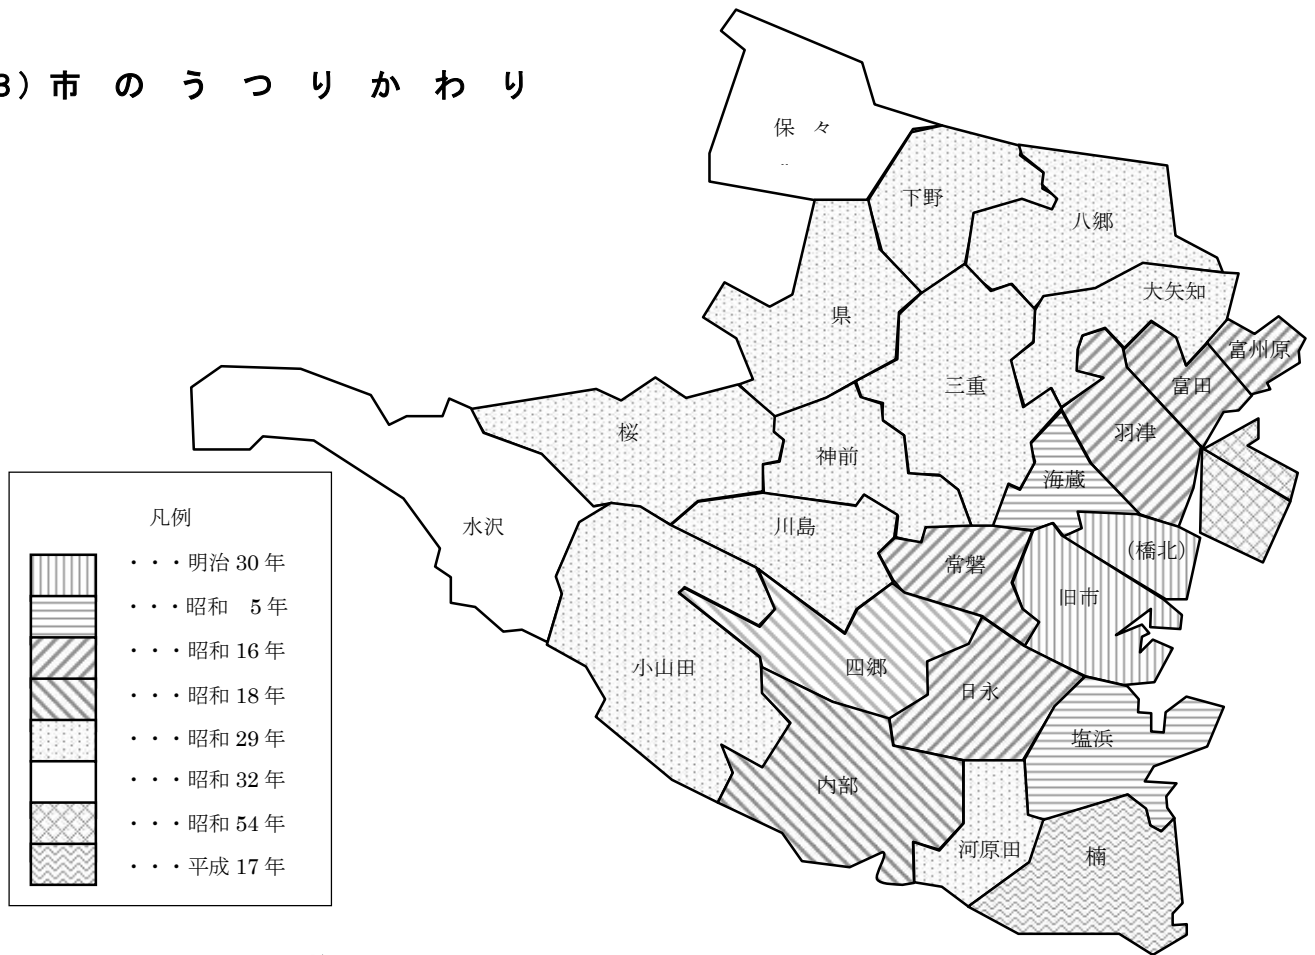 3) 市のうつりかわり
保々
下野
八郷
大矢知
県
富州原
富田
三重
桜
羽津
神前
海蔵
水沢
川島
(橋北)
常磐
旧市
小山田
四郷
日永
塩浜
内部
河原田
楠
凡例
・・・明治 30 年
・・・昭和 5 年
・・・昭和 16 年
・・・昭和 18 年
・・・昭和 29 年
・・・昭和 32 年
・・・昭和 54 年
・・・平成 17 年